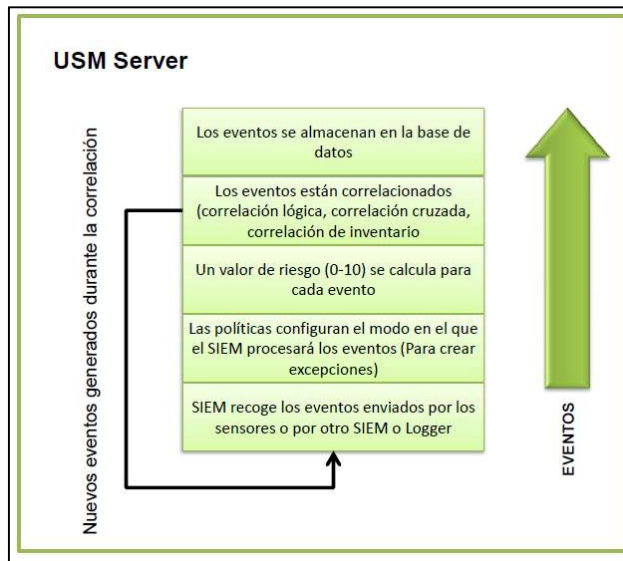 USM Server
Nuevos eventos generados durante la correlación
Los eventos se almacenan en la base de
datos
Los eventos están correlacionados
(correlación lógica, correlación cruzada,
correlación de inventario
Un valor de riesgo (0-10) se calcula para
cada evento
Las políticas configuran el modo en el que
el SIEM procesará los eventos (Para crear
excepciones)
SIEM recoge los eventos enviados por los
sensores o por otro SIEM o Logger
EVENTOS